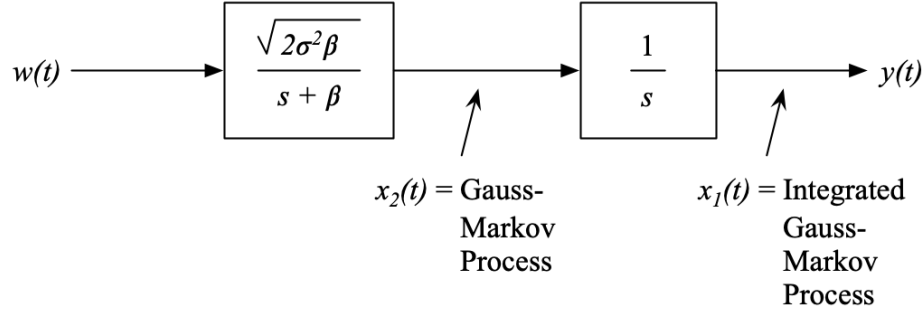 w(t)
√2σ²β
s + β
1
s
y(t)
x₂(t) = Gauss-
Markov
Process
x₁(t) = Integrated
Gauss-
Markov
Process